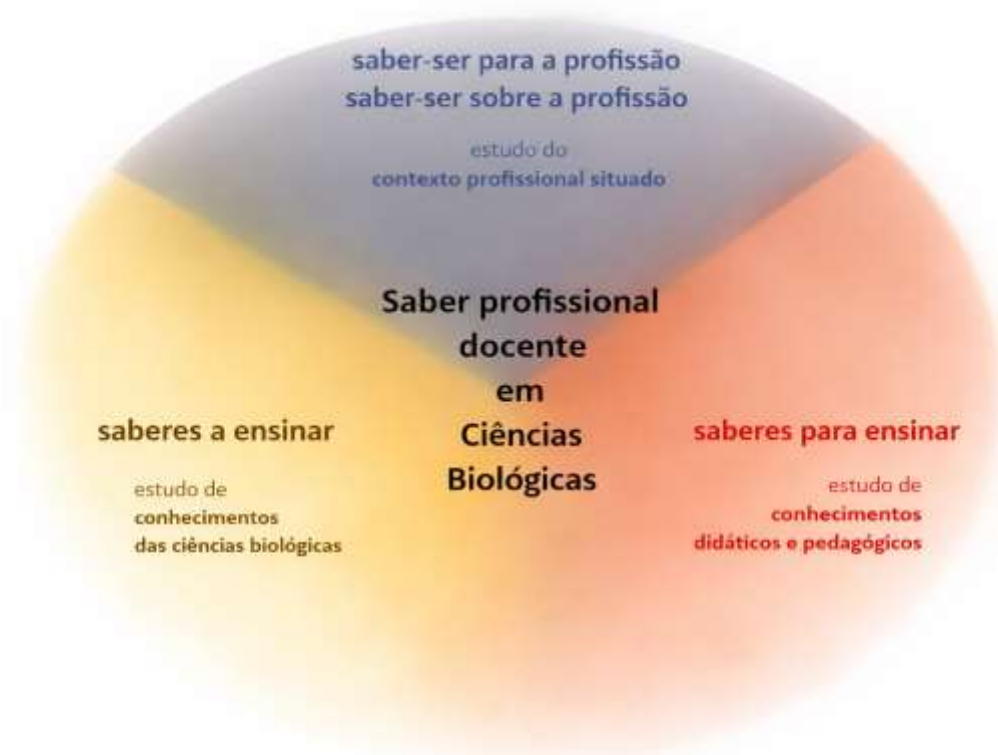 saber-ser para a profissão
saber-ser sobre a profissão
estudo do
contexto profissional situado
Saber profissional
docente
em
Ciências
Biológicas
saberes a ensinar
estudo de
conhecimentos
das ciências biológicas
saberes para ensinar
estudo de
conhecimentos
didáticos e pedagógicos